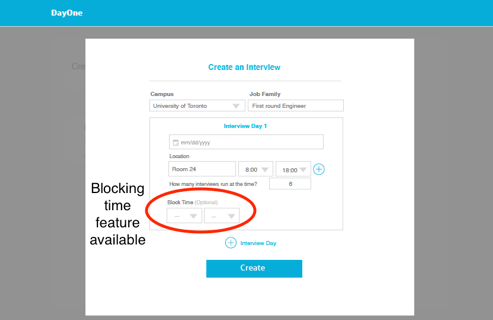 DayOne
Create an Interview
Campus
Job Family
University of Toronto
First round Engineer
Interview Day 1
mm/dd/yyyy
Location
Room 24
8:00
18:00
How many interviews run at the time?
8
Block Time (Optional)
--
--
Blocking
time
feature
available
Interview Day
Create